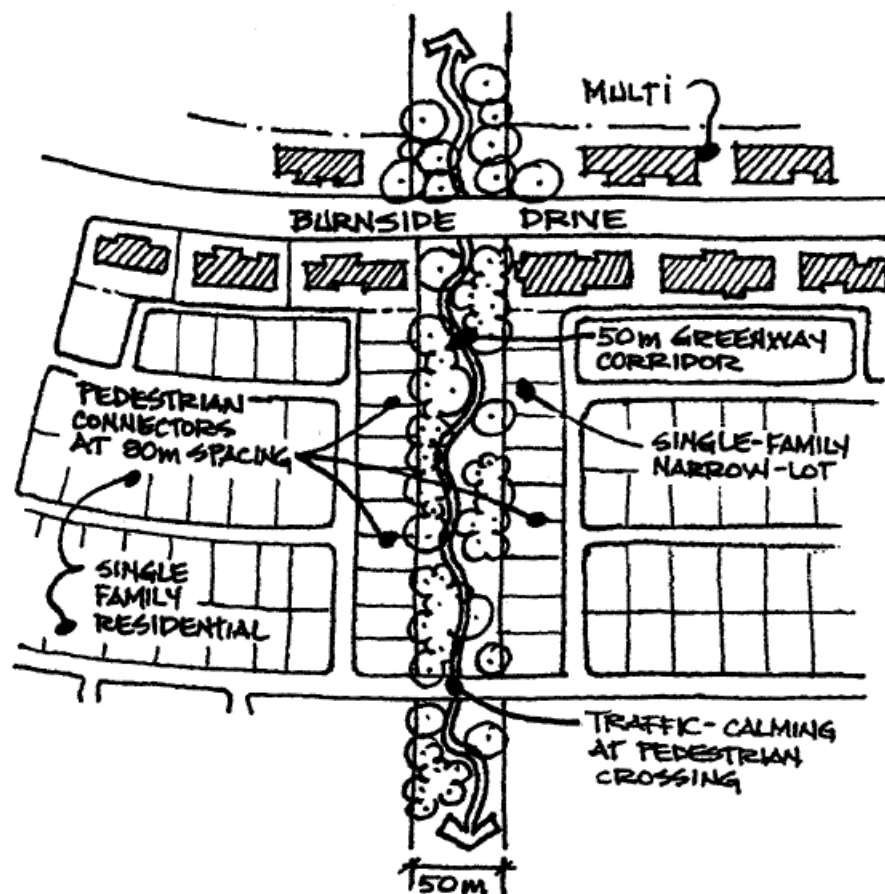 MULTI
BURNSIDE DRIVE
50m GREENWAY
CORRIDOR
PEDESTRIAN
CONNECTORS
AT 80m SPACING
SINGLE-FAMILY
NARROW-LOT
SINGLE
FAMILY
RESIDENTIAL
TRAFFIC-CALMING
AT PEDESTRIAN
CROSSING
50m